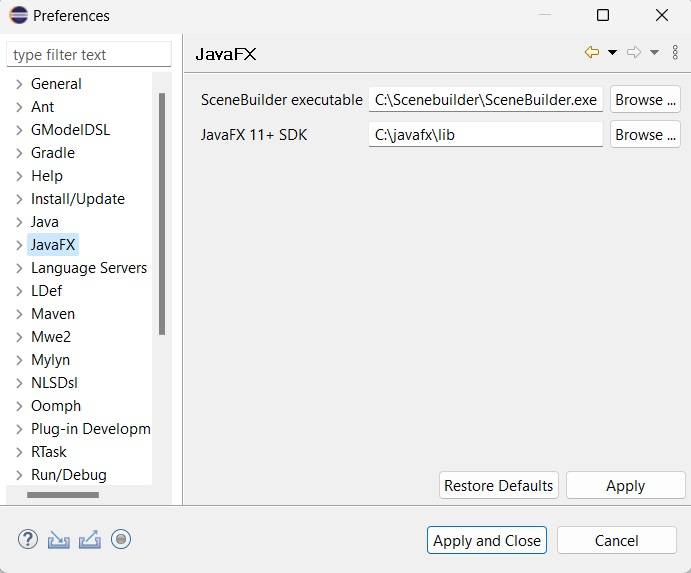 Preferences
type filter text
General
Ant
GModelDSL
Gradle
Help
Install/Update
Java
JavaFX
Language Servers
LDef
Maven
Mwe2
Mylyn
NLSDsl
Oomph
Plug-in Developm
RTask
Run/Debug
JavaFX
SceneBuilder executable C:\Scenebuilder\SceneBuilder.exe Browse ...
JavaFX 11+ SDK C:\javafx\lib Browse ...
Restore Defaults Apply
? Apply and Close Cancel